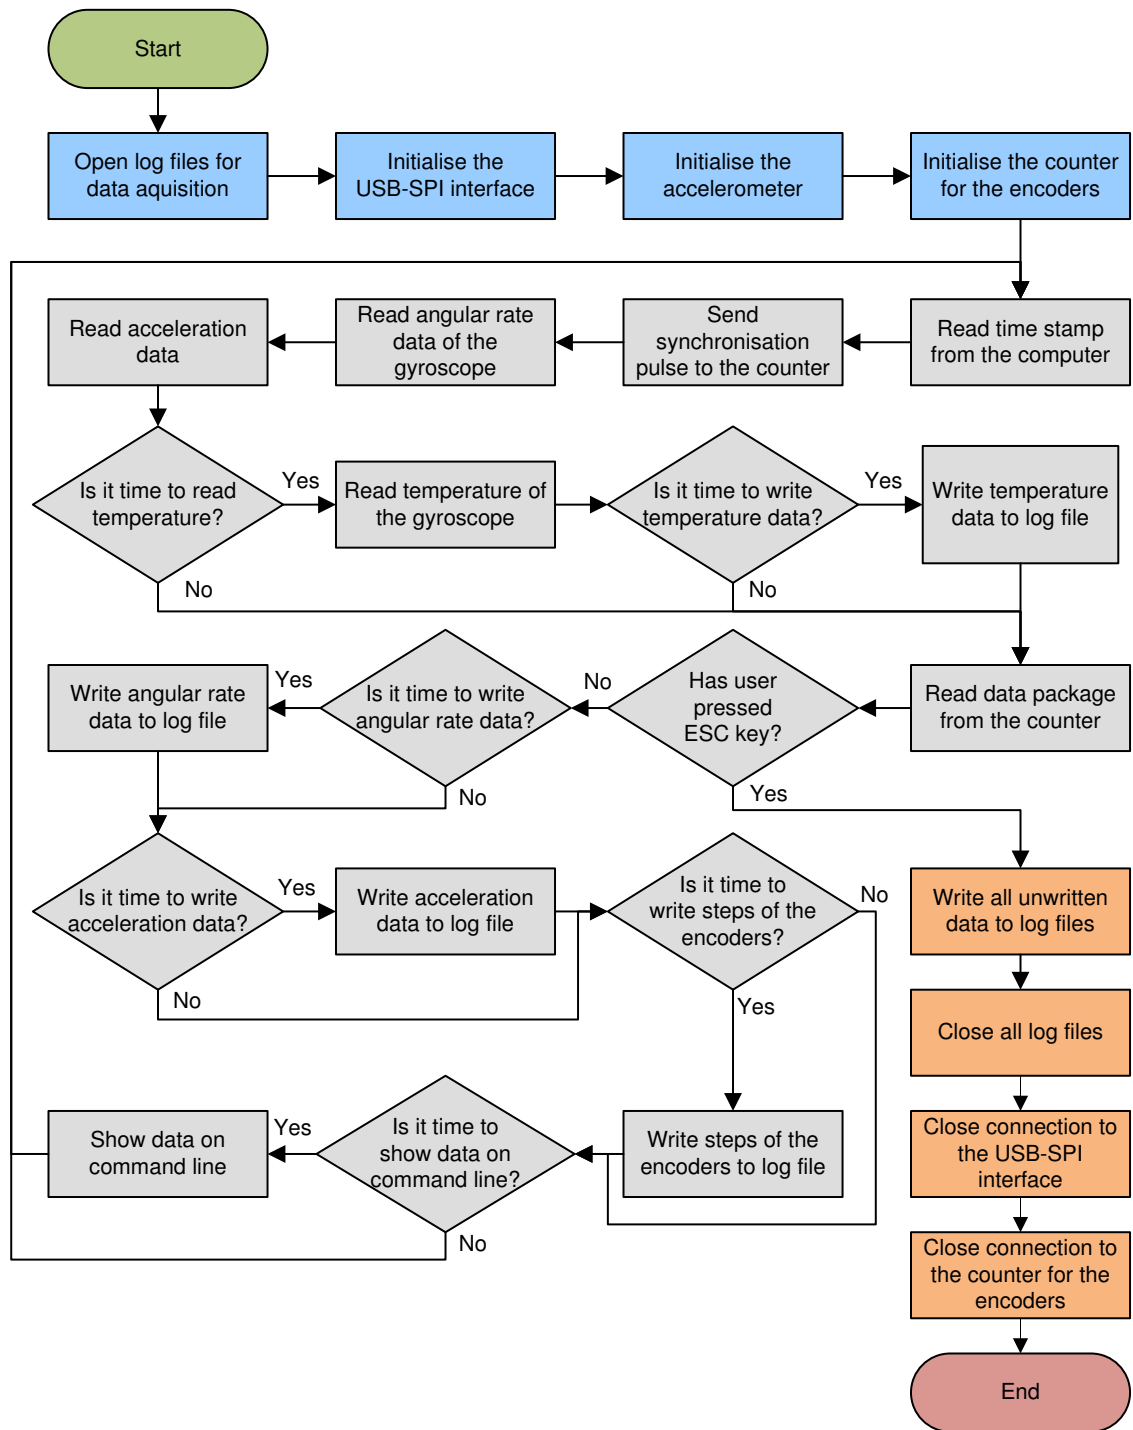 Start
Open log files for
data aquisition
Initialise the
USB-SPI interface
Initialise the
accelerometer
Initialise the counter
for the encoders
Read acceleration
data
Read angular rate
data of the
gyroscope
Send
synchronisation
pulse to the counter
Read time stamp
from the computer
Is it time to read
temperature?
Yes
No
Read temperature of
the gyroscope
Is it time to write
temperature data?
Yes
No
Write temperature
data to log file
Write angular rate
data to log file
Yes
Is it time to write
angular rate data?
No
No
Has user
pressed
ESC key?
Yes
Read data package
from the counter
Is it time to write
acceleration data?
Yes
No
Write acceleration
data to log file
Is it time to
write steps of the
encoders?
No
Yes
Write all unwritten
data to log files
Close all log files
Show data on
command line
Yes
Is it time to
show data on
command line?
No
Write steps of the
encoders to log file
Close connection to
the USB-SPI
interface
Close connection to
the counter for the
encoders
End